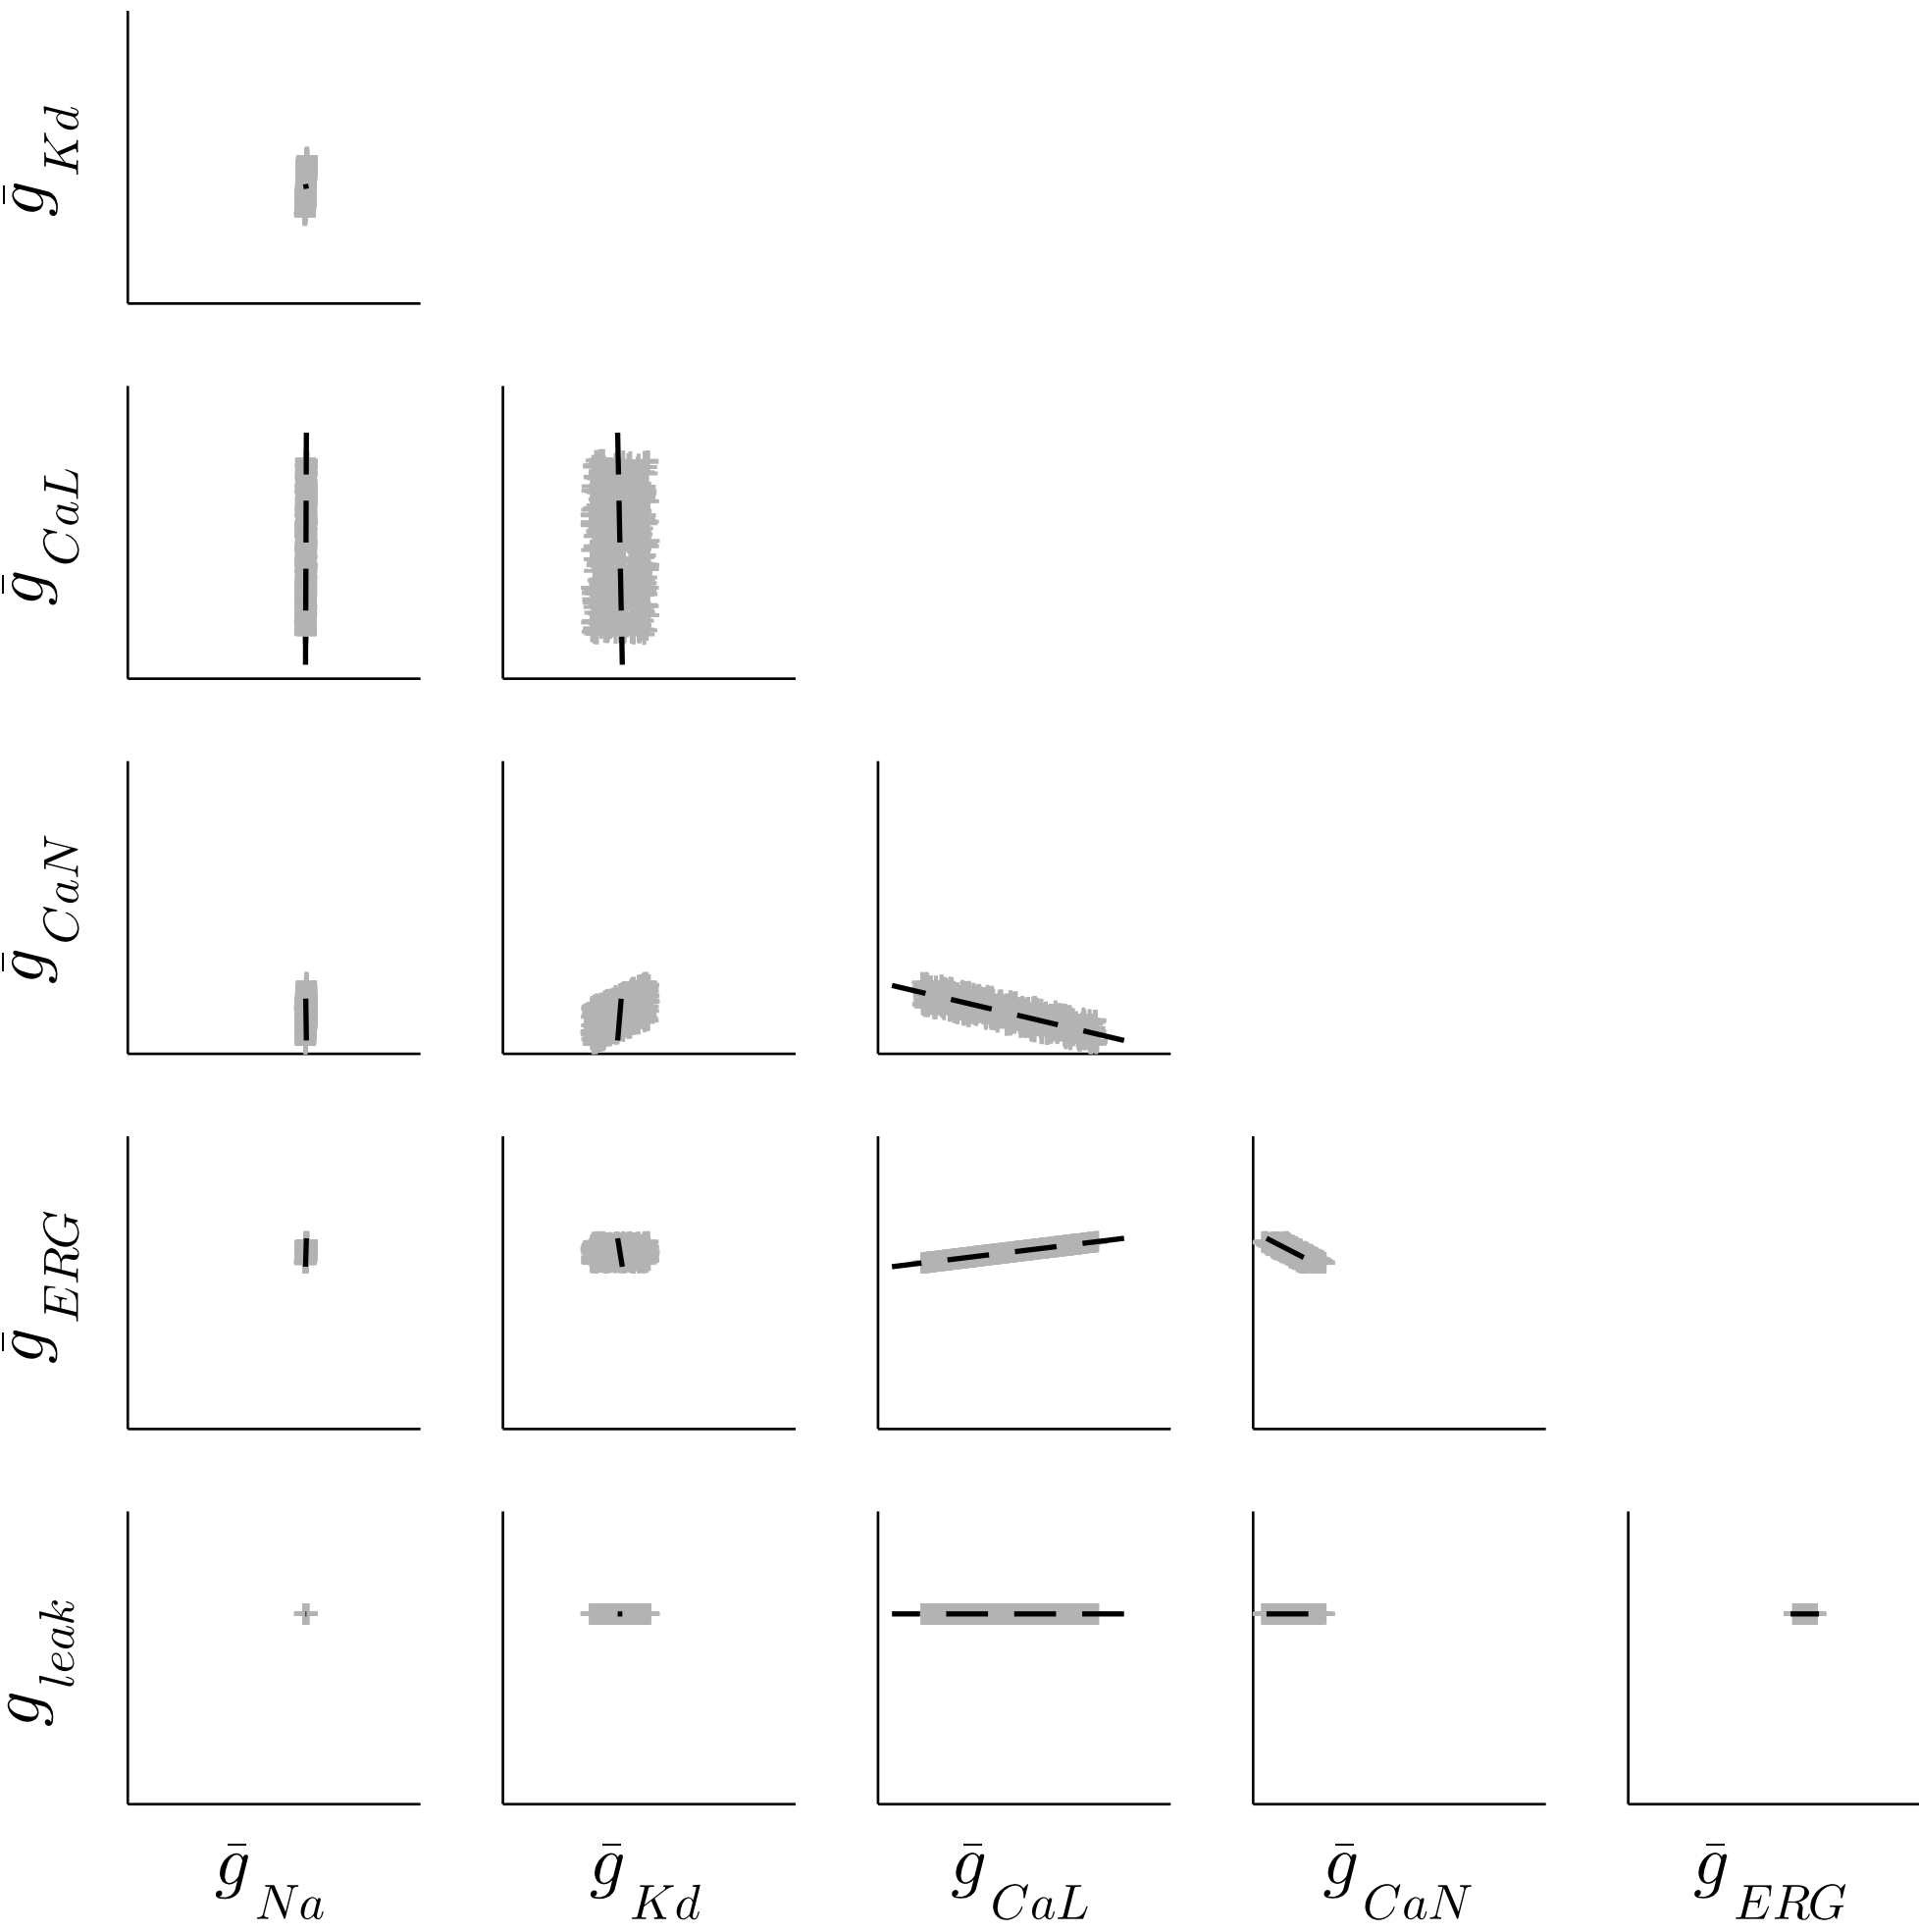 ḡ_Kd
ḡ_CaL
ḡ_CaN
ḡ_ERG
g_leak
ḡ_Na ḡ_Kd ḡ_CaL ḡ_CaN ḡ_ERG